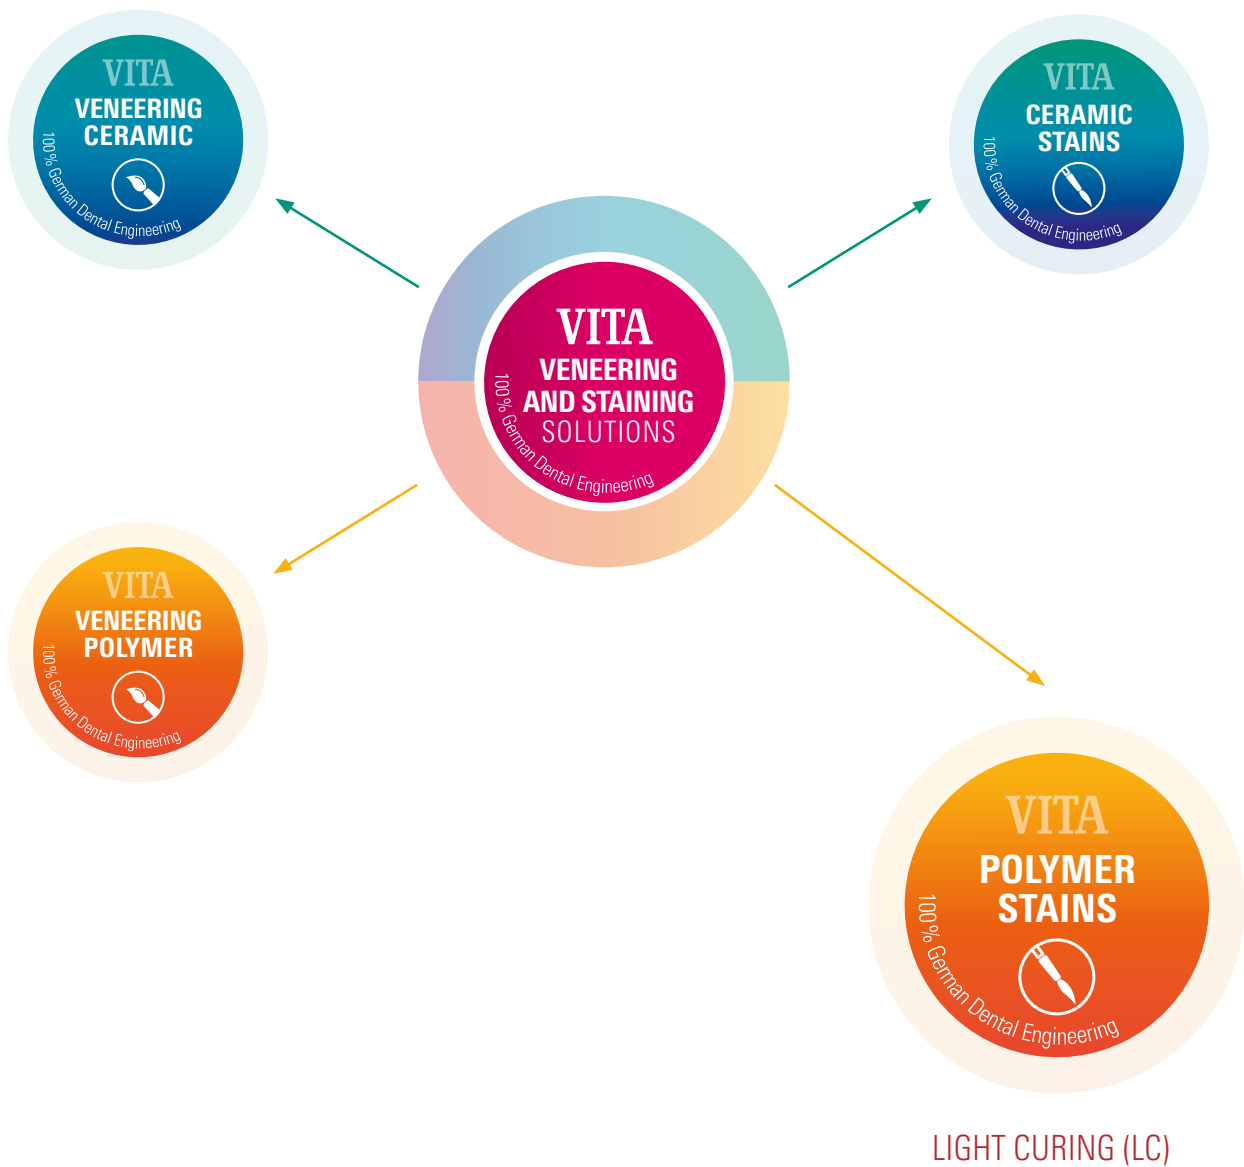 VITA
VENEERING
CERAMIC
100% German Dental Engineering
VITA
CERAMIC
STAINS
100% German Dental Engineering
VITA
VENEERING
AND STAINING
SOLUTIONS
100% German Dental Engineering
VITA
VENEERING
POLYMER
100% German Dental Engineering
VITA
POLYMER
STAINS
100% German Dental Engineering
LIGHT CURING (LC)